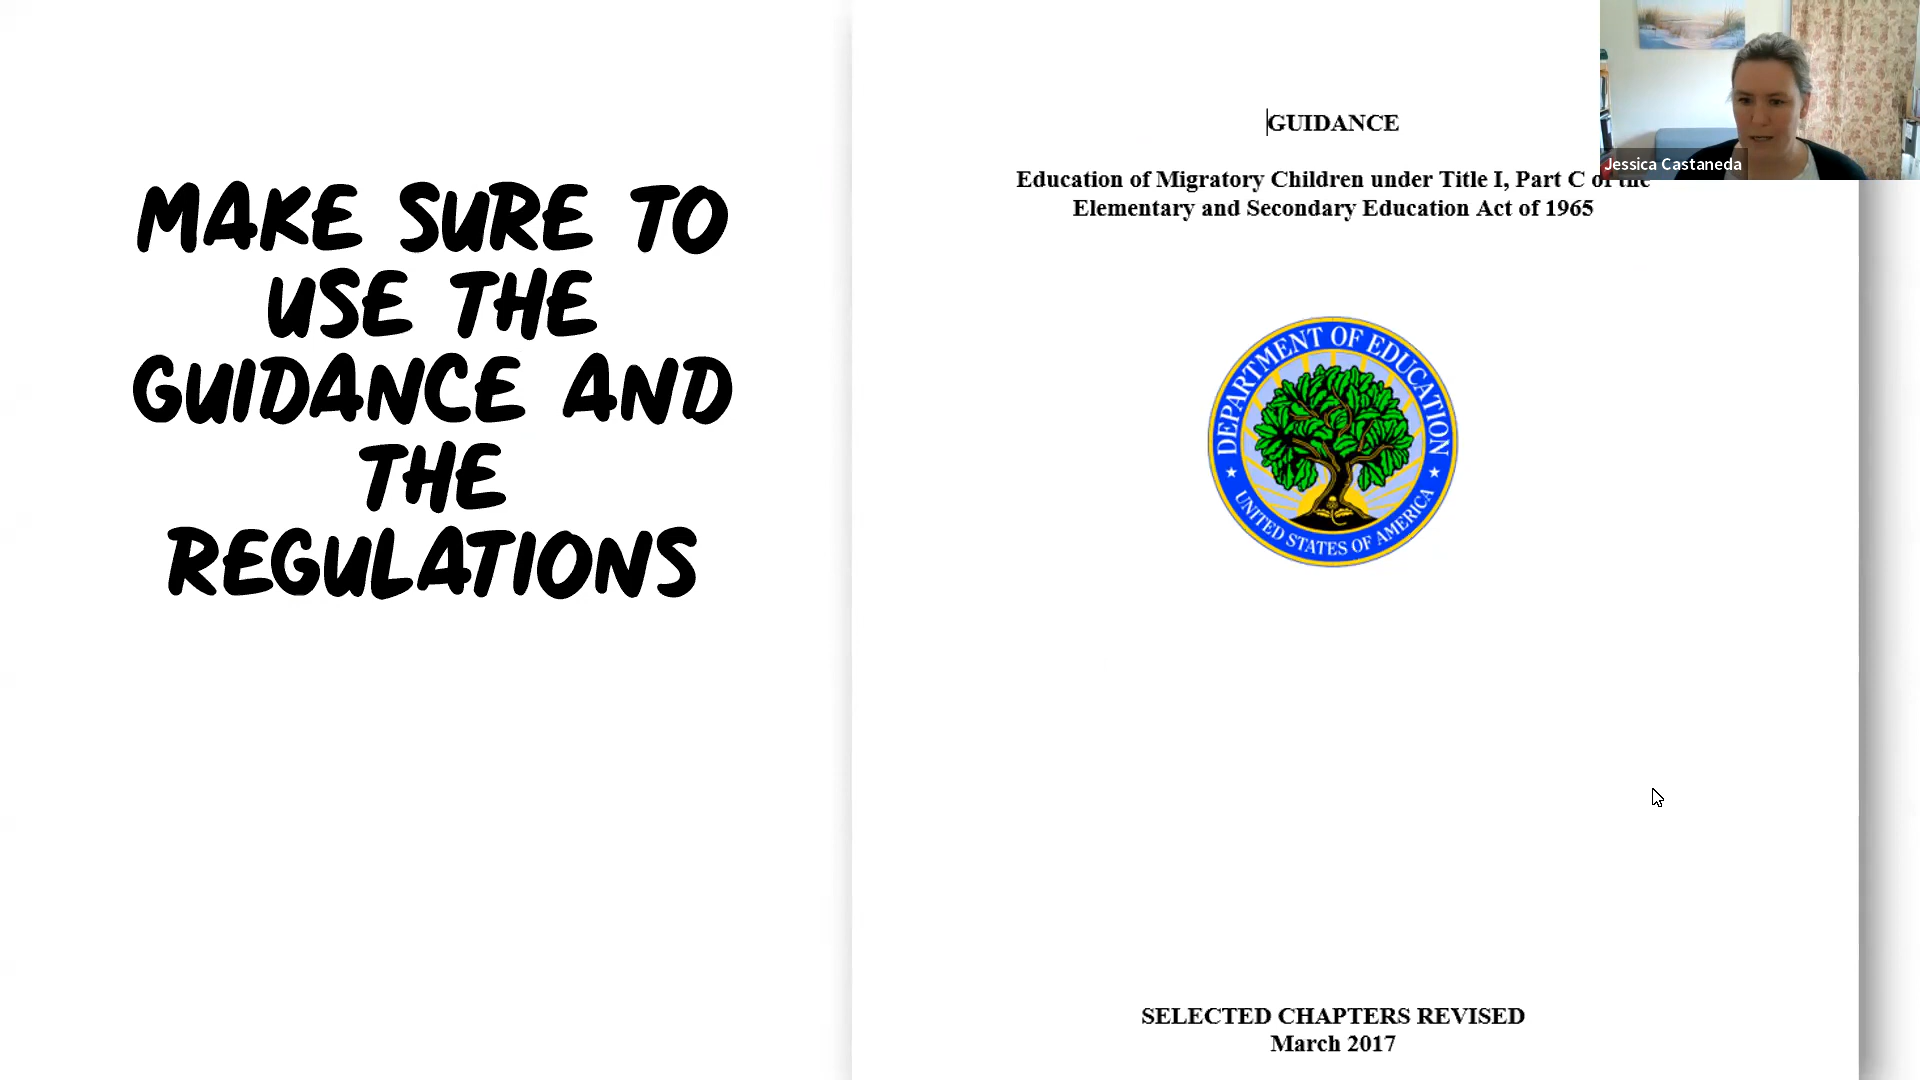 MAKE SURE TO
USE THE
GUIDANCE AND
THE
REGULATIONS
GUIDANCE
Education of Migratory Children under Title I, Part C of the
Elementary and Secondary Education Act of 1965
DEPARTMENT OF EDUCATION
UNITED STATES OF AMERICA
SELECTED CHAPTERS REVISED
March 2017
Jessica Castaneda